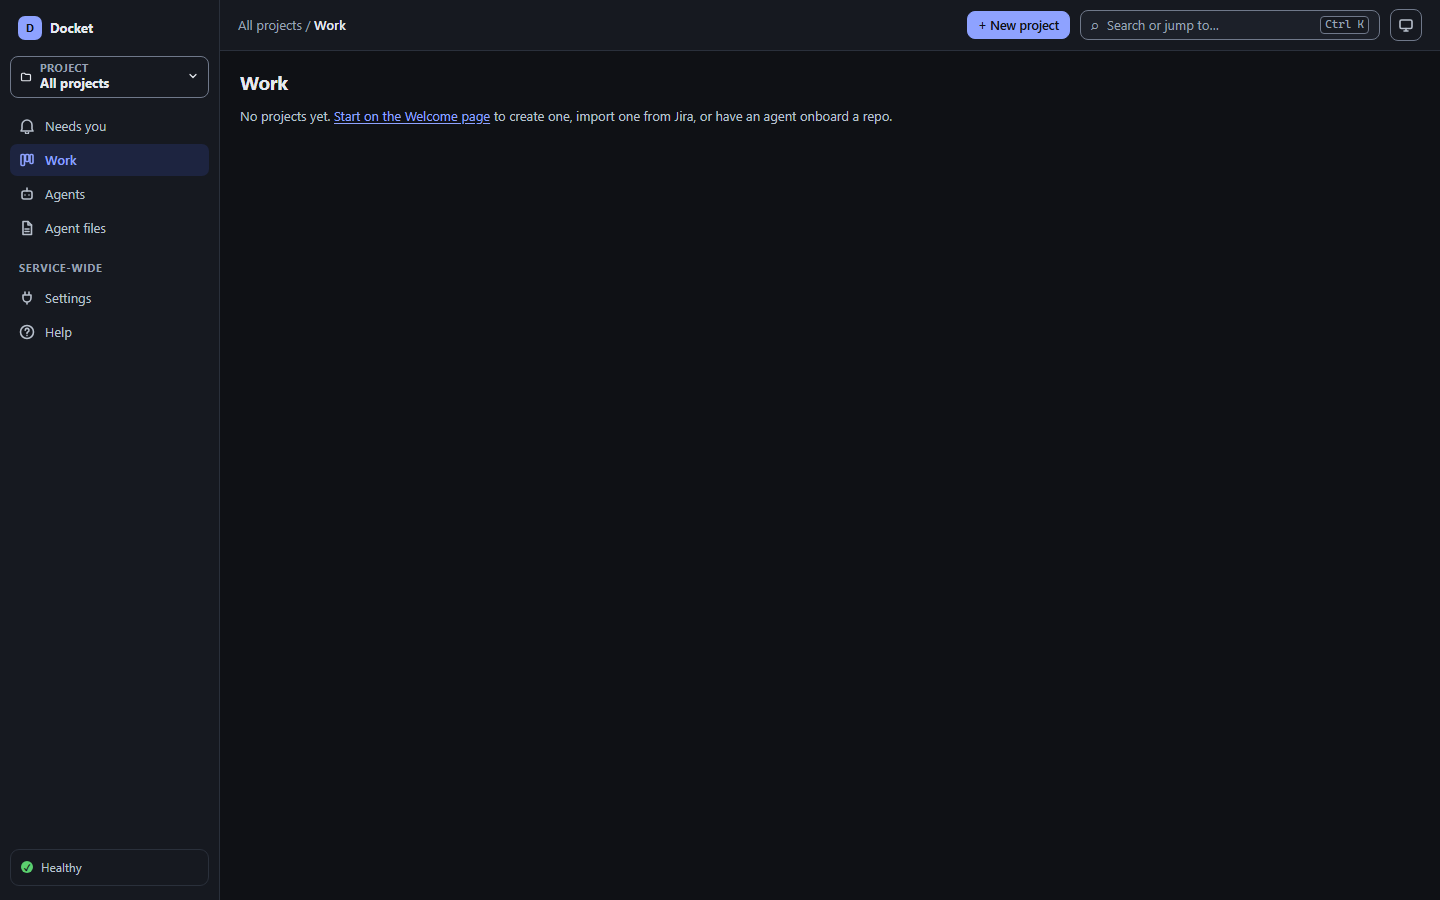 D Docket
All projects / Work
+ New project
Search or jump to...
Ctrl K
PROJECT
All projects
Needs you
Work
Agents
Agent files
SERVICE-WIDE
Settings
Help
Work
No projects yet. Start on the Welcome page to create one, import one from Jira, or have an agent onboard a repo.
Healthy